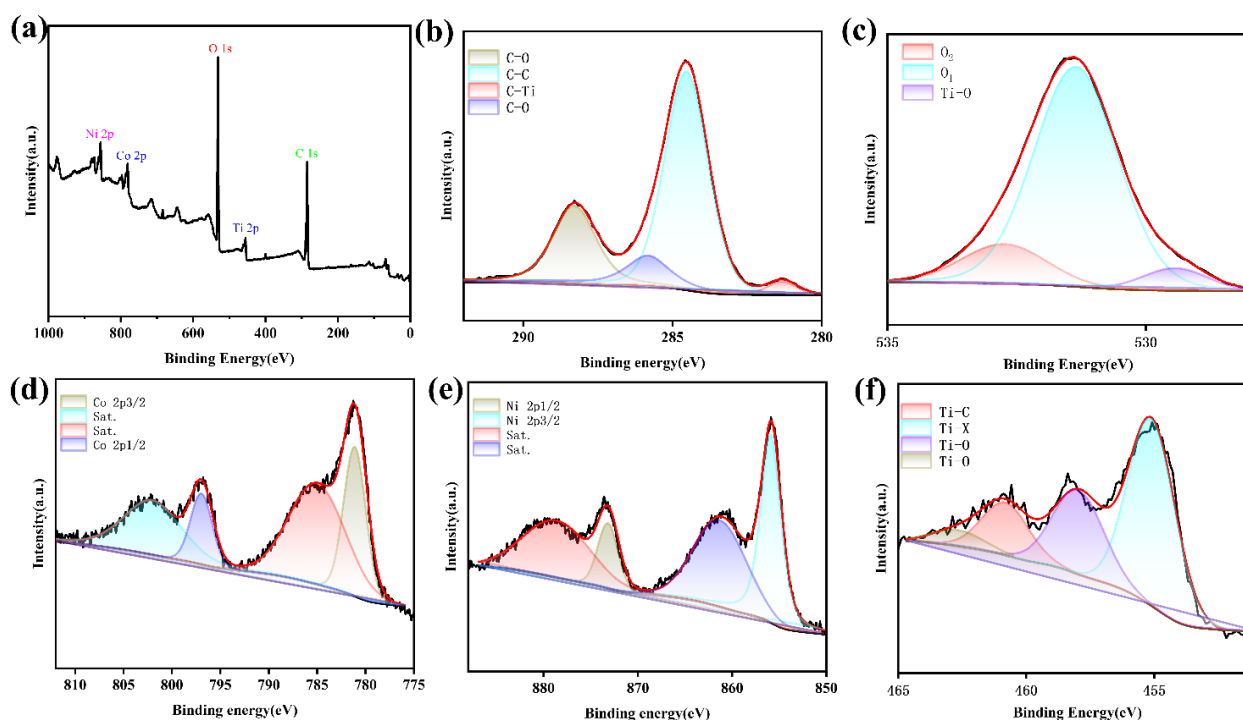 (a)
O 1s
Ni 2p
Co 2p
C 1s
Ti 2p
Intensity(a.u.)
1000 800 600 400 200 0
Binding Energy(eV)
(b)
C-O
C-C
C-Ti
C-O
Intensity(a.u.)
290 285 280
Binding energy(eV)
(c)
O₂
O₁
Ti-O
Intensity(a.u.)
535 530
Binding Energy(eV)
(d)
Co 2p3/2
Sat.
Sat.
Co 2p1/2
Intensity(a.u.)
810 805 800 795 790 785 780 775
Binding energy(eV)
(e)
Ni 2p1/2
Ni 2p3/2
Sat.
Sat.
Intensity(a.u.)
880 870 860 850
Binding energy(eV)
(f)
Ti-C
Ti-X
Ti-O
Ti-O
Intensity(a.u.)
465 460 455
Binding Energy(eV)